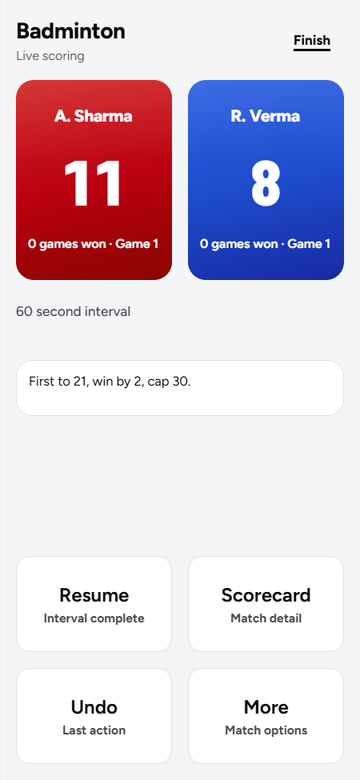 Badminton
Live scoring
Finish
A. Sharma
11
0 games won · Game 1
R. Verma
8
0 games won · Game 1
60 second interval
First to 21, win by 2, cap 30.
Resume
Interval complete
Scorecard
Match detail
Undo
Last action
More
Match options